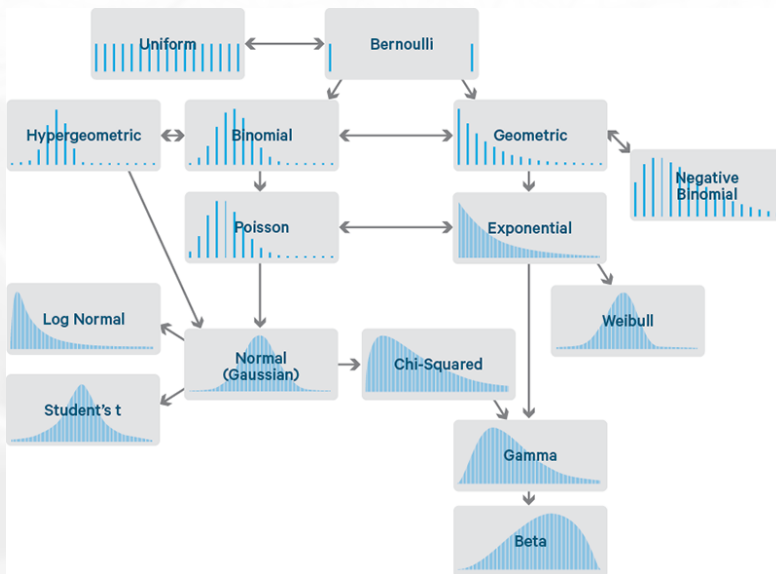 Uniform
Bernoulli
Hypergeometric
Binomial
Geometric
Negative
Binomial
Poisson
Exponential
Log Normal
Weibull
Normal
(Gaussian)
Chi-Squared
Student's t
Gamma
Beta